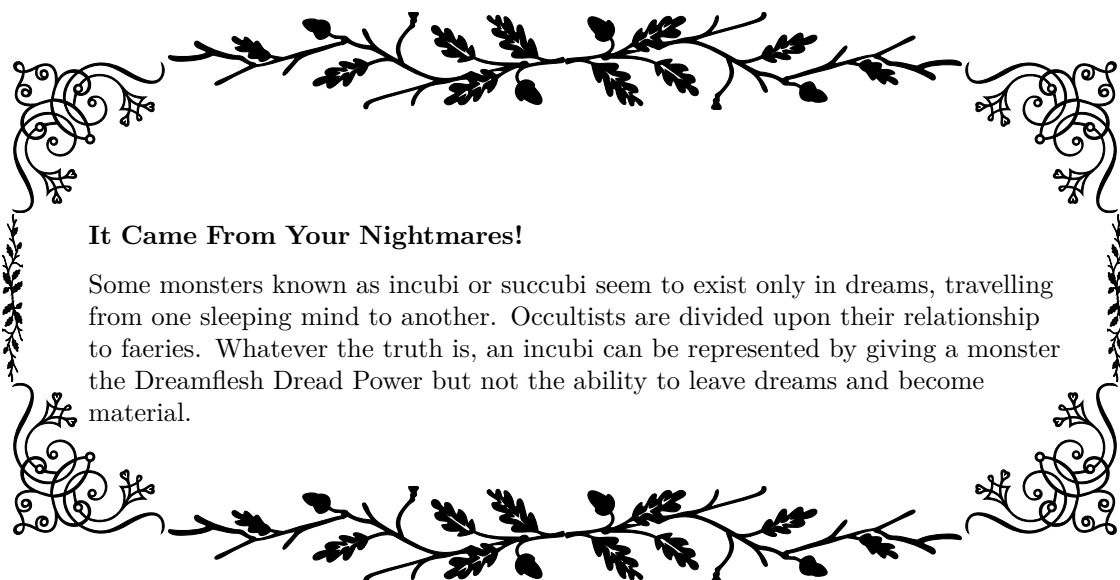 It Came From Your Nightmares!
Some monsters known as incubi or succubi seem to exist only in dreams, travelling
from one sleeping mind to another. Occultists are divided upon their relationship
to faeries. Whatever the truth is, an incubi can be represented by giving a monster
the Dreamflesh Dread Power but not the ability to leave dreams and become
material.